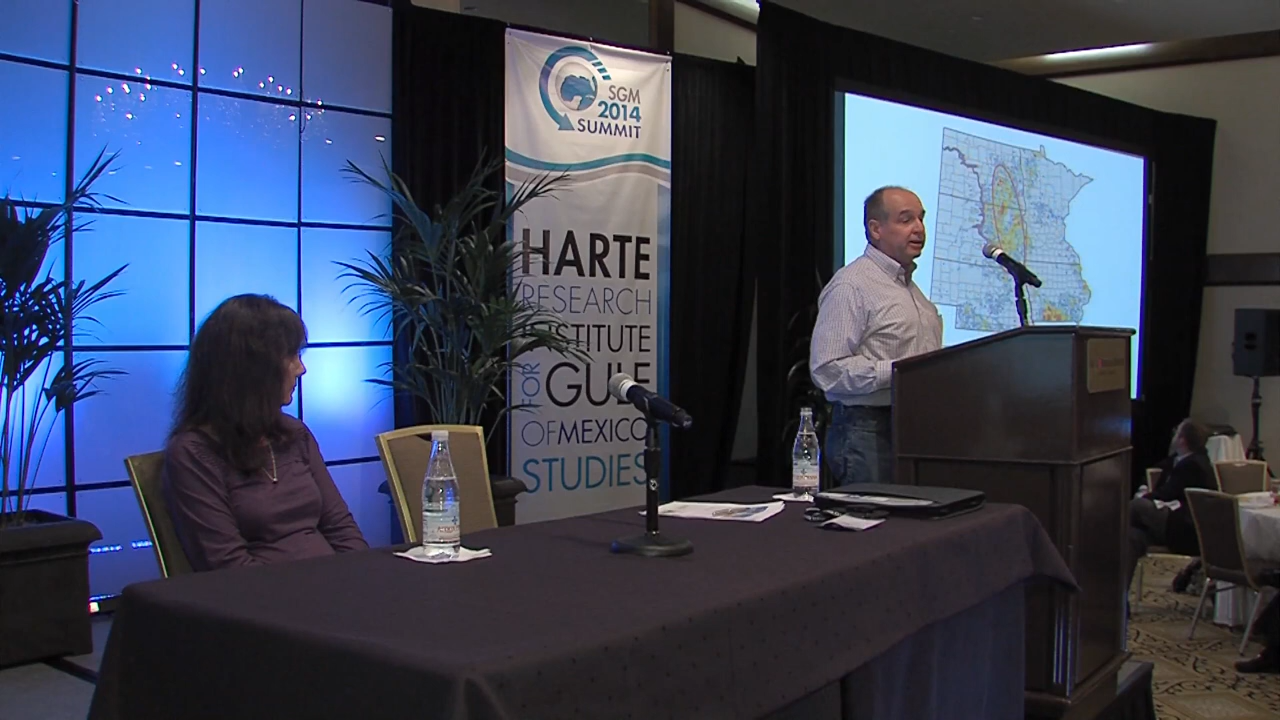 SGM
2014
SUMMIT
HARTE
RESEARCH
INSTITUTE
FOR GULF
OF MEXICO
STUDIES